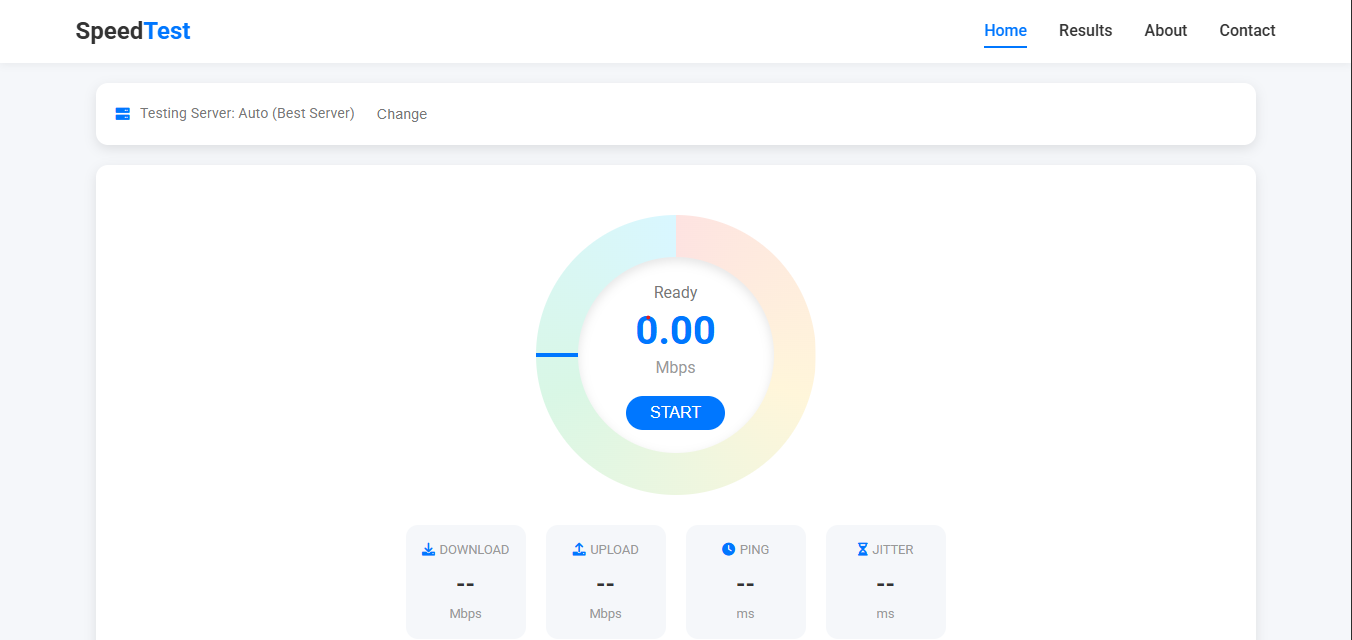 SpeedTest
Home Results About Contact
Testing Server: Auto (Best Server) Change
Ready
0.00
Mbps
START
DOWNLOAD UPLOAD PING JITTER
-- -- -- --
Mbps Mbps ms ms